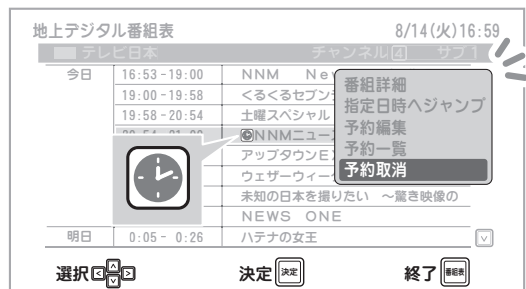 地上デジタル番組表 8/14(火)16:59
テレビ日本 チャンネル4 サブ1
今日 16:53-19:00 NNM Ne
19:00-19:58 くるくるセブン
19:58-20:54 土曜スペシャル
NNMニュース
アップタウンE
ウェザーウィー
未知の日本を撮りたい ～驚き映像の
NEWS ONE
明日 0:05- 0:26 ハテナの女王
番組詳細
指定日時へジャンプ
予約編集
予約一覧
予約取消
選択 決定 決定 終了 番組表